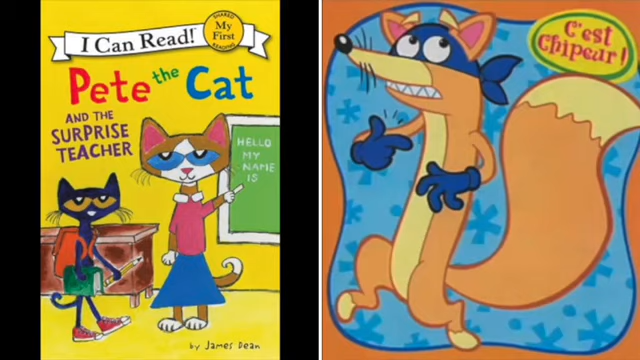 I Can Read!
SHARED
My
First
READING
Pete the Cat
AND THE
SURPRISE
TEACHER
HELLO
MY
NAME
IS
by James Dean
C'est
Chipeur !